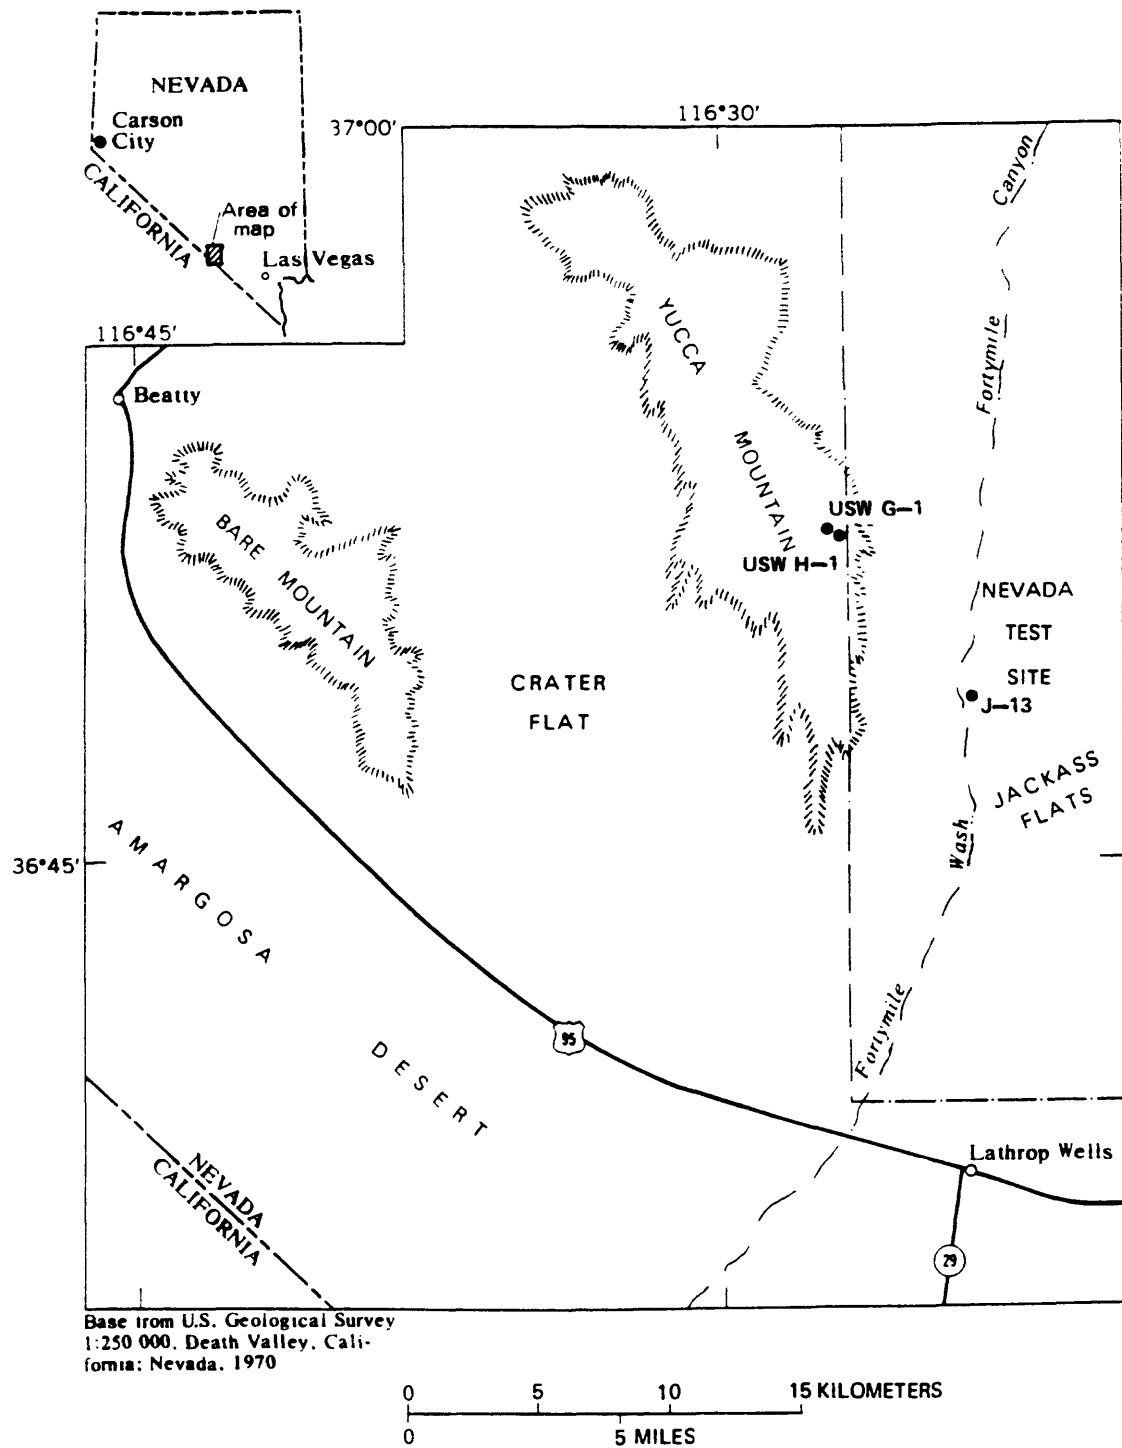 NEVADA
Carson
City
CALIFORNIA
Area of
map
Las Vegas
116°30'
37°00'
116°45'
Beatty
Canyon
Fortymile
YUCCA
MOUNTAIN
USW G-1
USW H-1
BARE
MOUNTAIN
NEVADA
TEST
SITE
J-13
CRATER
FLAT
JACKASS
FLATS
Wash
Fortymile
36°45'
AMARGOSA
DESERT
95
NEVADA
CALIFORNIA
Lathrop Wells
29
Base from U.S. Geological Survey
1:250 000, Death Valley, Cali-
fornia; Nevada, 1970
0 5 10 15 KILOMETERS
0 5 MILES